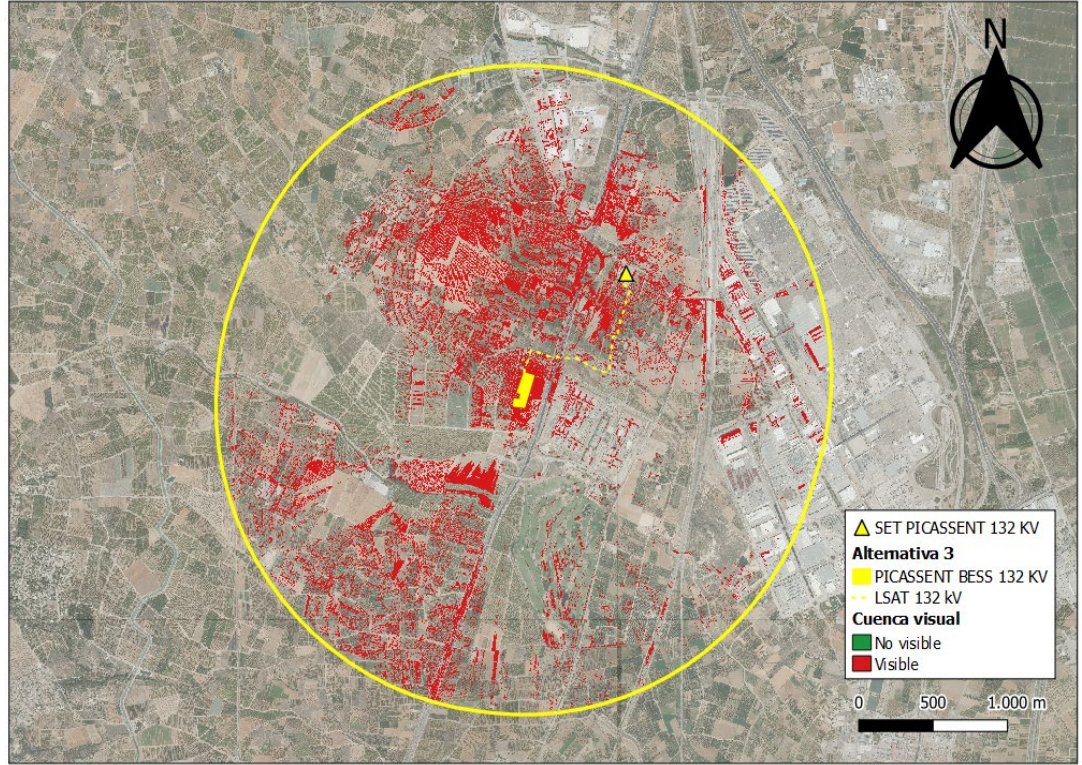 N
SET PICASSENT 132 KV
Alternativa 3
PICASSENT BESS 132 KV
LSAT 132 kV
Cuenca visual
No visible
Visible
0 500 1.000 m